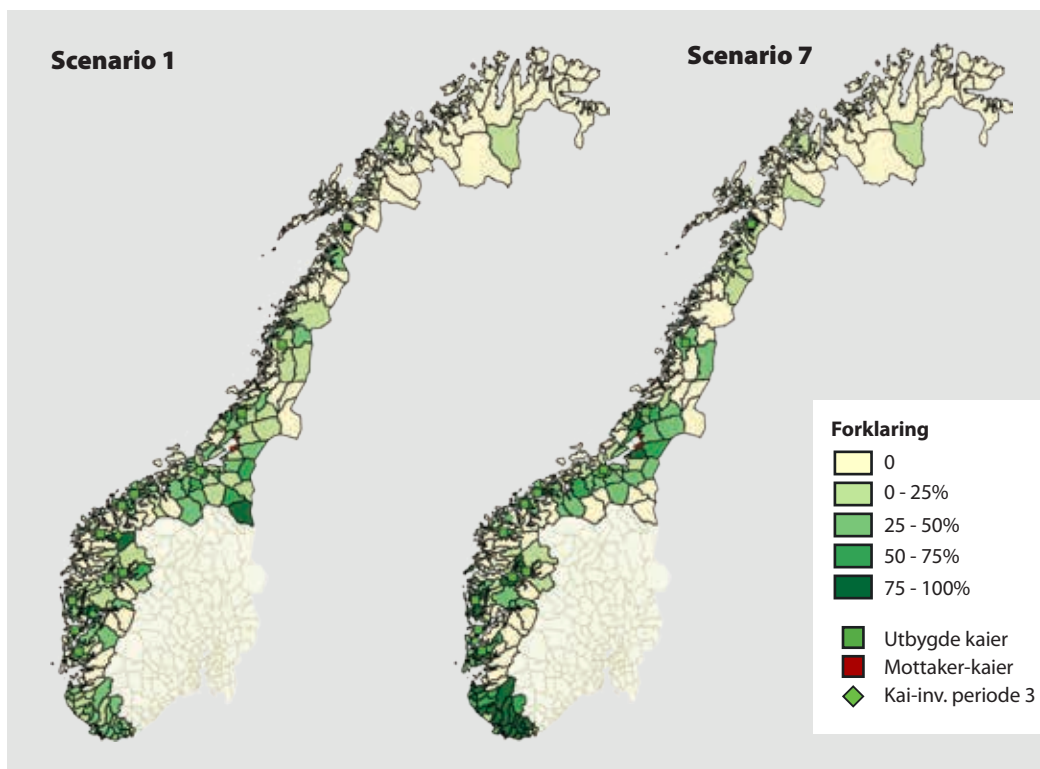 Scenario 1
Scenario 7
Forklaring
0
0 - 25%
25 - 50%
50 - 75%
75 - 100%
Utbygde kaier
Mottaker-kaier
Kai-inv. periode 3